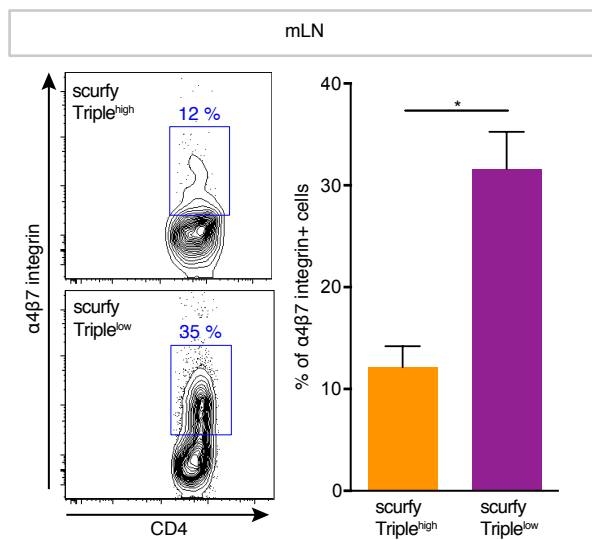 mLN
scurfy
Triple^high
12 %
scurfy
Triple^low
35 %
α4β7 integrin
CD4
40
30
20
10
0
% of α4β7 integrin+ cells
*
scurfy
Triple^high
scurfy
Triple^low